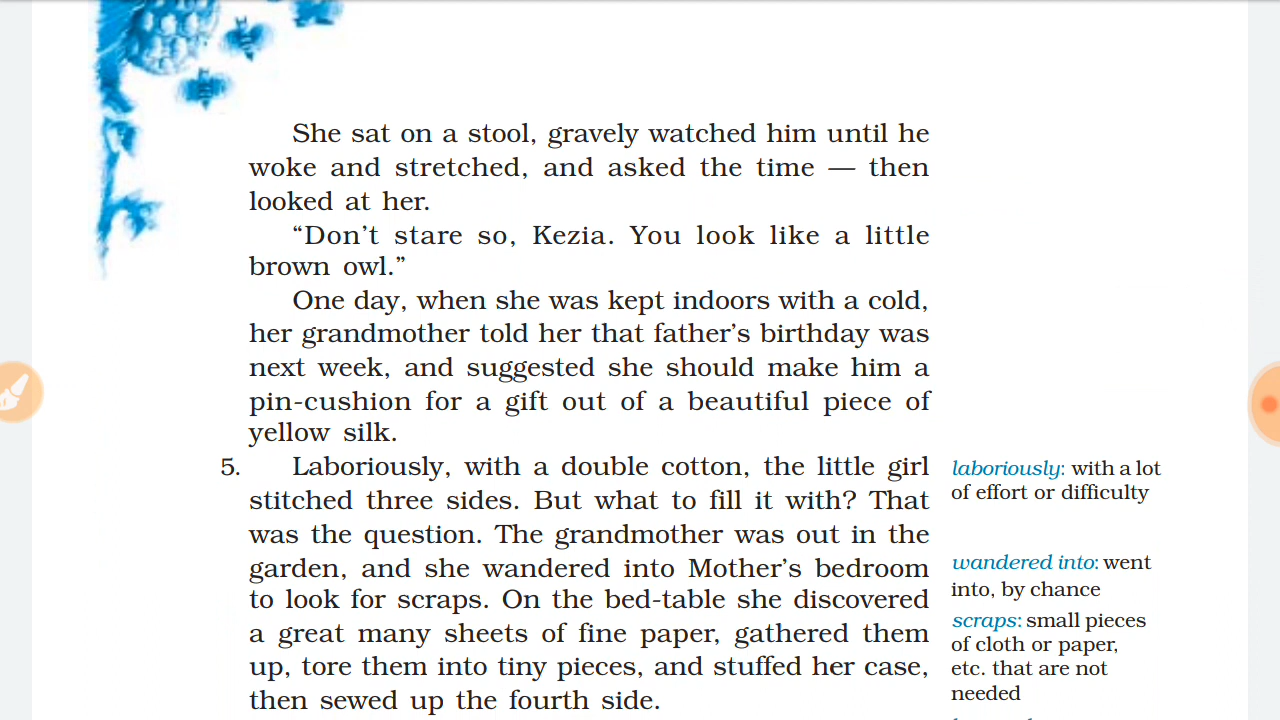 She sat on a stool, gravely watched him until he
woke and stretched, and asked the time — then
looked at her.
“Don’t stare so, Kezia. You look like a little
brown owl.”
One day, when she was kept indoors with a cold,
her grandmother told her that father’s birthday was
next week, and suggested she should make him a
pin-cushion for a gift out of a beautiful piece of
yellow silk.
5. Laboriously, with a double cotton, the little girl
stitched three sides. But what to fill it with? That
was the question. The grandmother was out in the
garden, and she wandered into Mother’s bedroom
to look for scraps. On the bed-table she discovered
a great many sheets of fine paper, gathered them
up, tore them into tiny pieces, and stuffed her case,
then sewed up the fourth side.
laboriously: with a lot
of effort or difficulty
wandered into: went
into, by chance
scraps: small pieces
of cloth or paper,
etc. that are not
needed